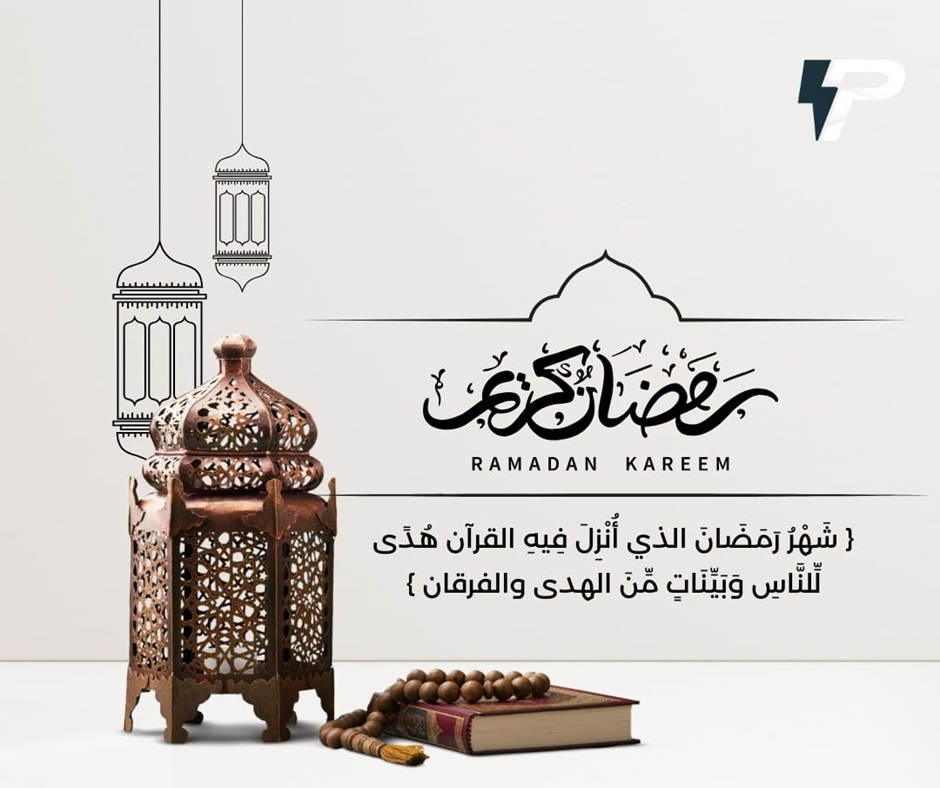 رمضان كريم
RAMADAN KAREEM
{ شَهْرُ رَمَضَانَ الذي أُنْزِلَ فِيهِ القرآن هُدًى
لِّلنَّاسِ وَبَيِّنَاتٍ مِّنَ الهدى والفرقان }
P